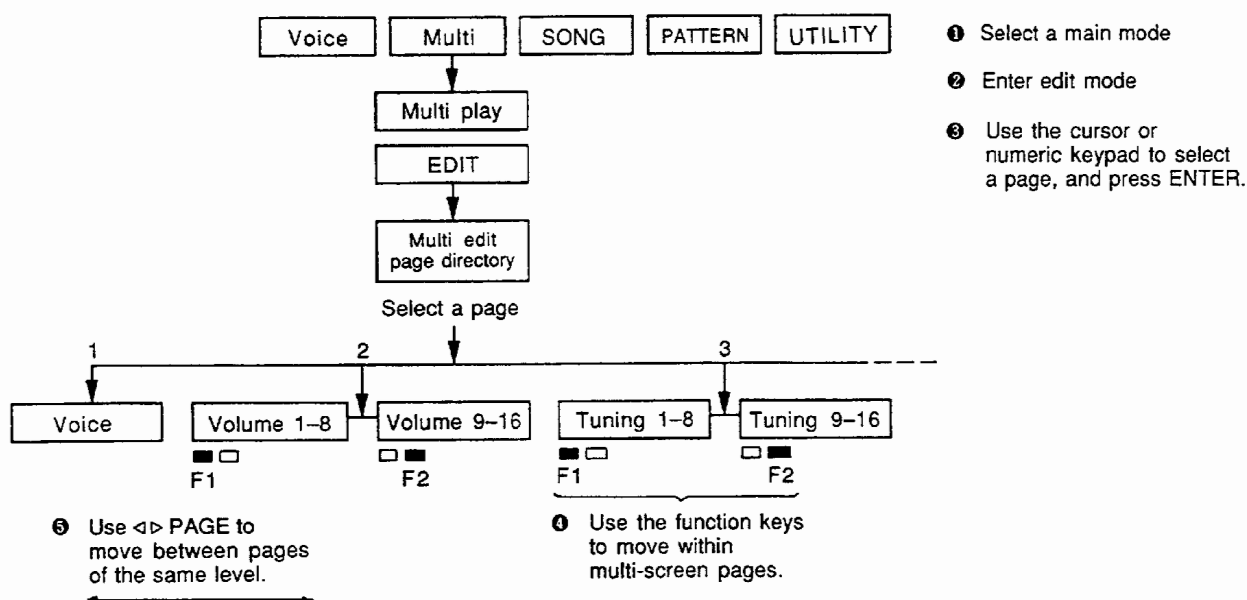 Voice Multi SONG PATTERN UTILITY
❶ Select a main mode
Multi play
❷ Enter edit mode
EDIT
❸ Use the cursor or
numeric keypad to select
a page, and press ENTER.
Multi edit
page directory
Select a page
1 2 3
Voice Volume 1–8 Volume 9–16 Tuning 1–8 Tuning 9–16
F1 F2 F1 F2
❺ Use ◁▷ PAGE to
move between pages
of the same level.
❹ Use the function keys
to move within
multi-screen pages.